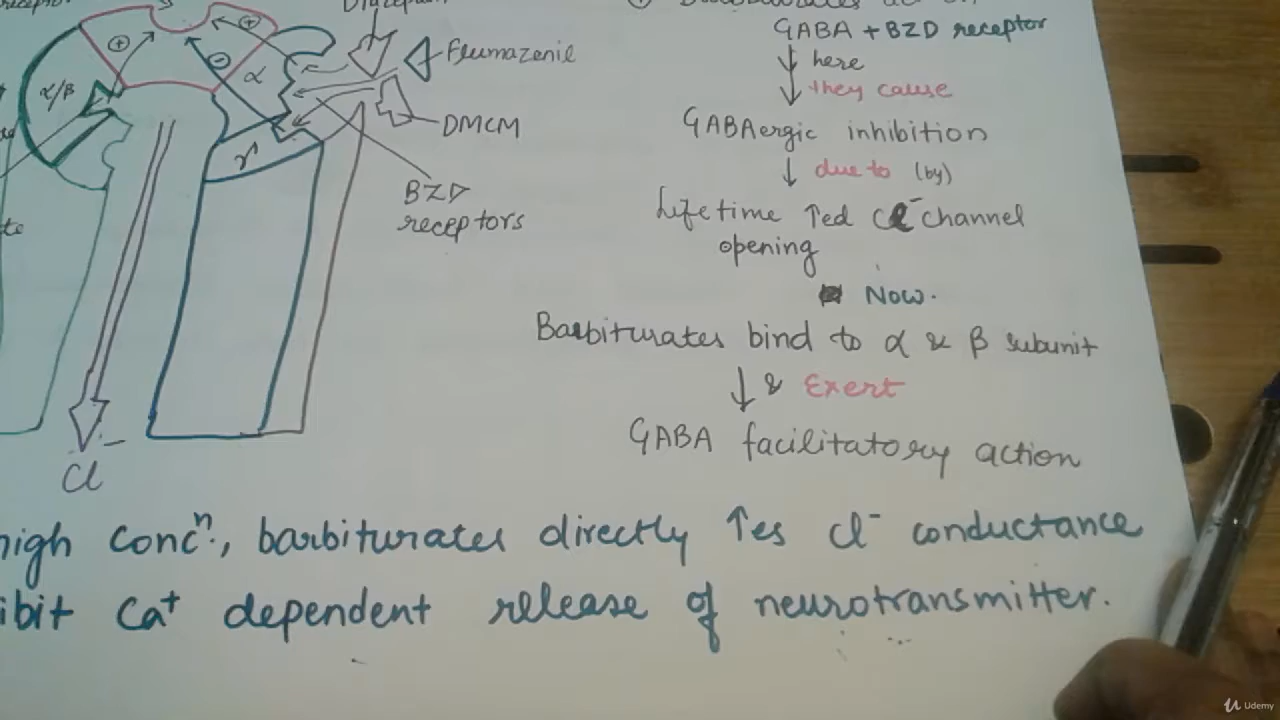 ⊕
⊕
⊖
α/β
α
γ
Flumazenil
DMCM
BZD
receptors
Cl⁻
GABA + BZD receptor
↓ here
↓ they cause
GABAergic inhibition
↓ due to (by)
Lifetime ↑ed Cl⁻ channel
opening
Now.
Barbiturates bind to α & β subunit
↓ & Exert
GABA facilitatory action
high concⁿ., barbiturates directly ↑es Cl⁻ conductance
ibit Ca⁺ dependent release of neurotransmitter.
Udemy